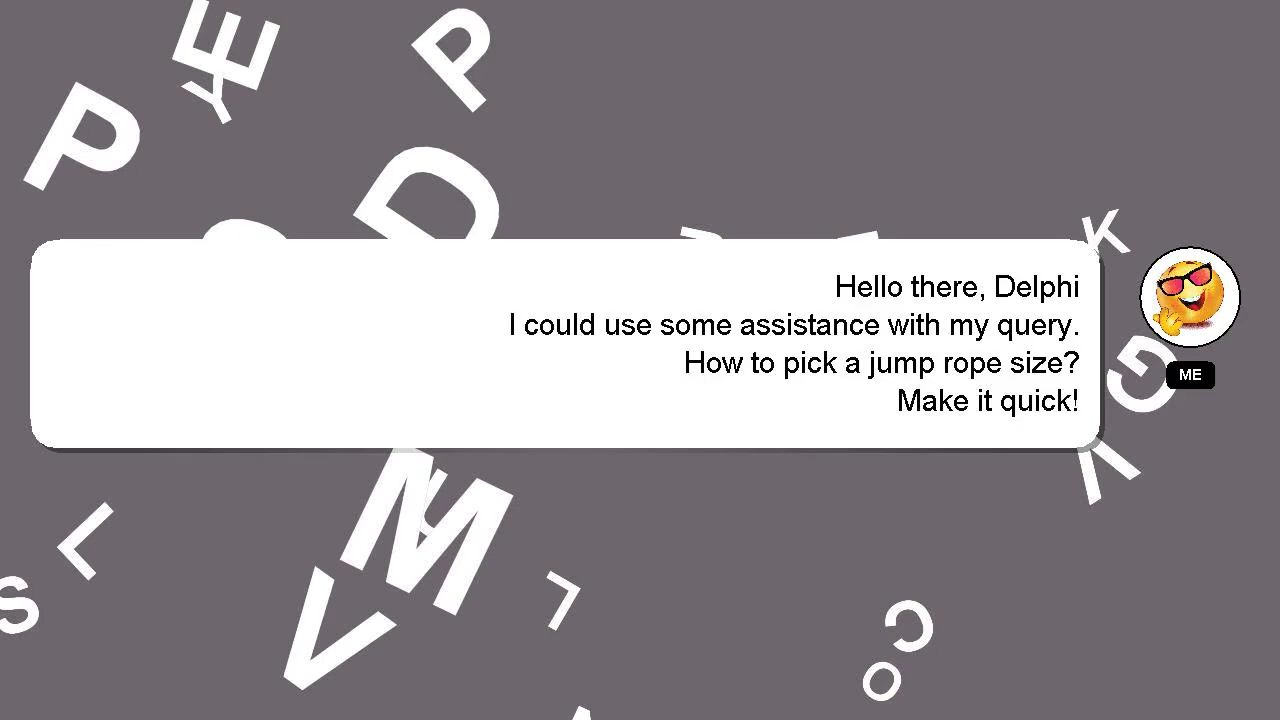 Hello there, Delphi
I could use some assistance with my query.
How to pick a jump rope size?
Make it quick!
ME
P
E
Y
P
D
K
G
V
M
L
S
V
L
C
O